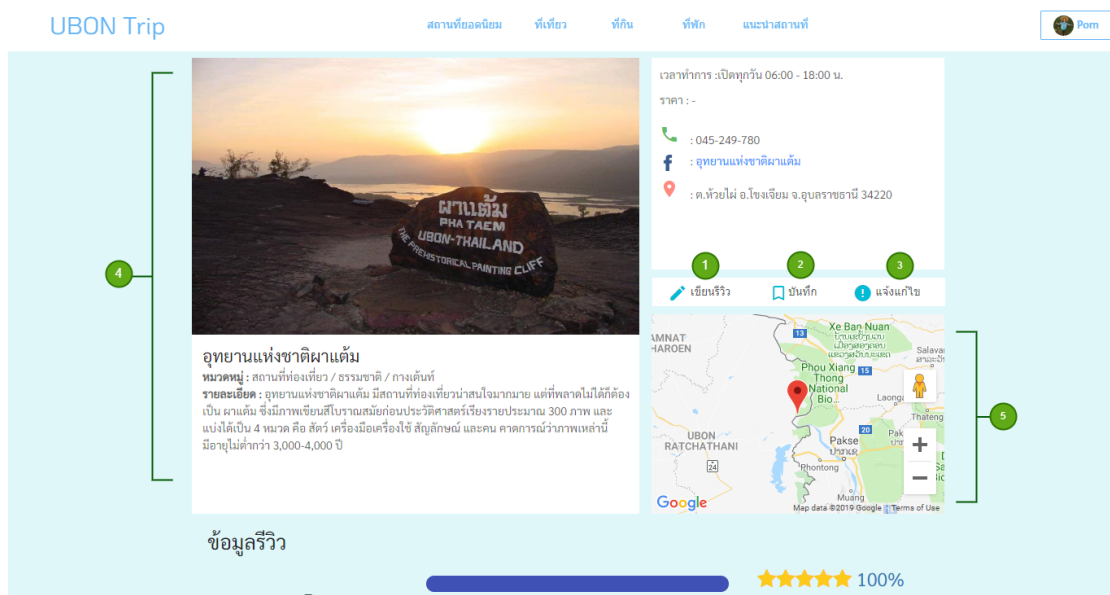 UBON Trip
สถานที่ยอดนิยม ที่เที่ยว ที่กิน ที่พัก แนะนำสถานที่
Pom
ผาแต้ม
PHA TAEM
UBON-THAILAND
THE PREHISTORICAL PAINTING CLIFF
เวลาทำการ :เปิดทุกวัน 06:00 - 18:00 น.
ราคา : -
: 045-249-780
: อุทยานแห่งชาติผาแต้ม
: ต.ห้วยไผ่ อ.โขงเจียม จ.อุบลราชธานี 34220
1 2 3
เขียนรีวิว บันทึก แจ้งแก้ไข
4
อุทยานแห่งชาติผาแต้ม
หมวดหมู่ : สถานที่ท่องเที่ยว / ธรรมชาติ / กางเต้นท์
รายละเอียด : อุทยานแห่งชาติผาแต้ม มีสถานที่ท่องเที่ยวน่าสนใจมากมาย แต่ที่พลาดไม่ได้ก็ต้อง
เป็น ผาแต้ม ซึ่งมีภาพเขียนสีโบราณสมัยก่อนประวัติศาสตร์เรียงรายประมาณ 300 ภาพ และ
แบ่งได้เป็น 4 หมวด คือ สัตว์ เครื่องมือเครื่องใช้ สัญลักษณ์ และคน คาดการณ์ว่าภาพเหล่านี้
มีอายุไม่ต่ำกว่า 3,000-4,000 ปี
AMNAT
HAROEN
13
Xe Ban Nuan
Salava
Phou Xiang
Thong
National
Bio...
15
Laonga
Thateng
20
UBON
RATCHATHANI
Pakse
ປາກເຊ
Pak
24
Phontong
Muang
Google
Map data ©2019 Google Terms of Use
5
ข้อมูลรีวิว
100%